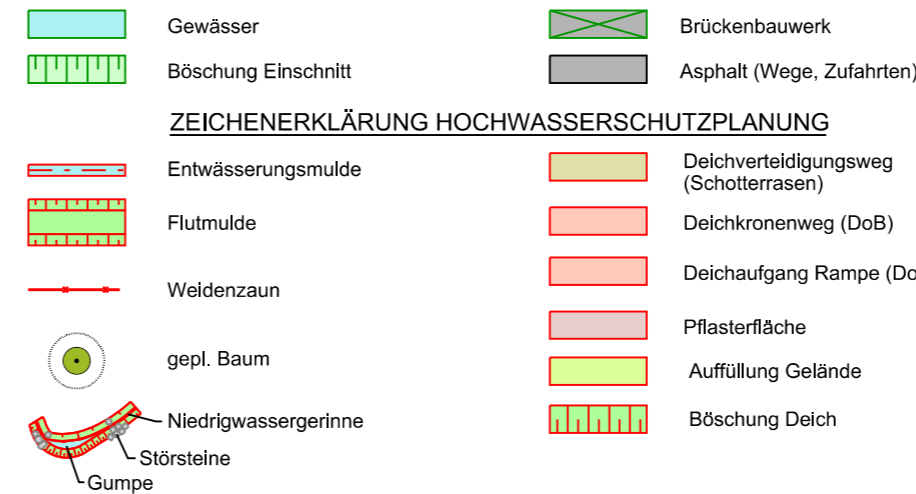 Gewässer
Brückenbauwerk
Böschung Einschnitt
Asphalt (Wege, Zufahrten)
ZEICHENERKLÄRUNG HOCHWASSERSCHUTZPLANUNG
Entwässerungsmulde
Flutmulde
Weidenzaun
gepl. Baum
Niedrigwassergerinne
Störsteine
Gumpe
Deichverteidigungsweg
(Schotterrasen)
Deichkronenweg (DoB)
Deichaufgang Rampe (Do
Pflasterfläche
Auffüllung Gelände
Böschung Deich